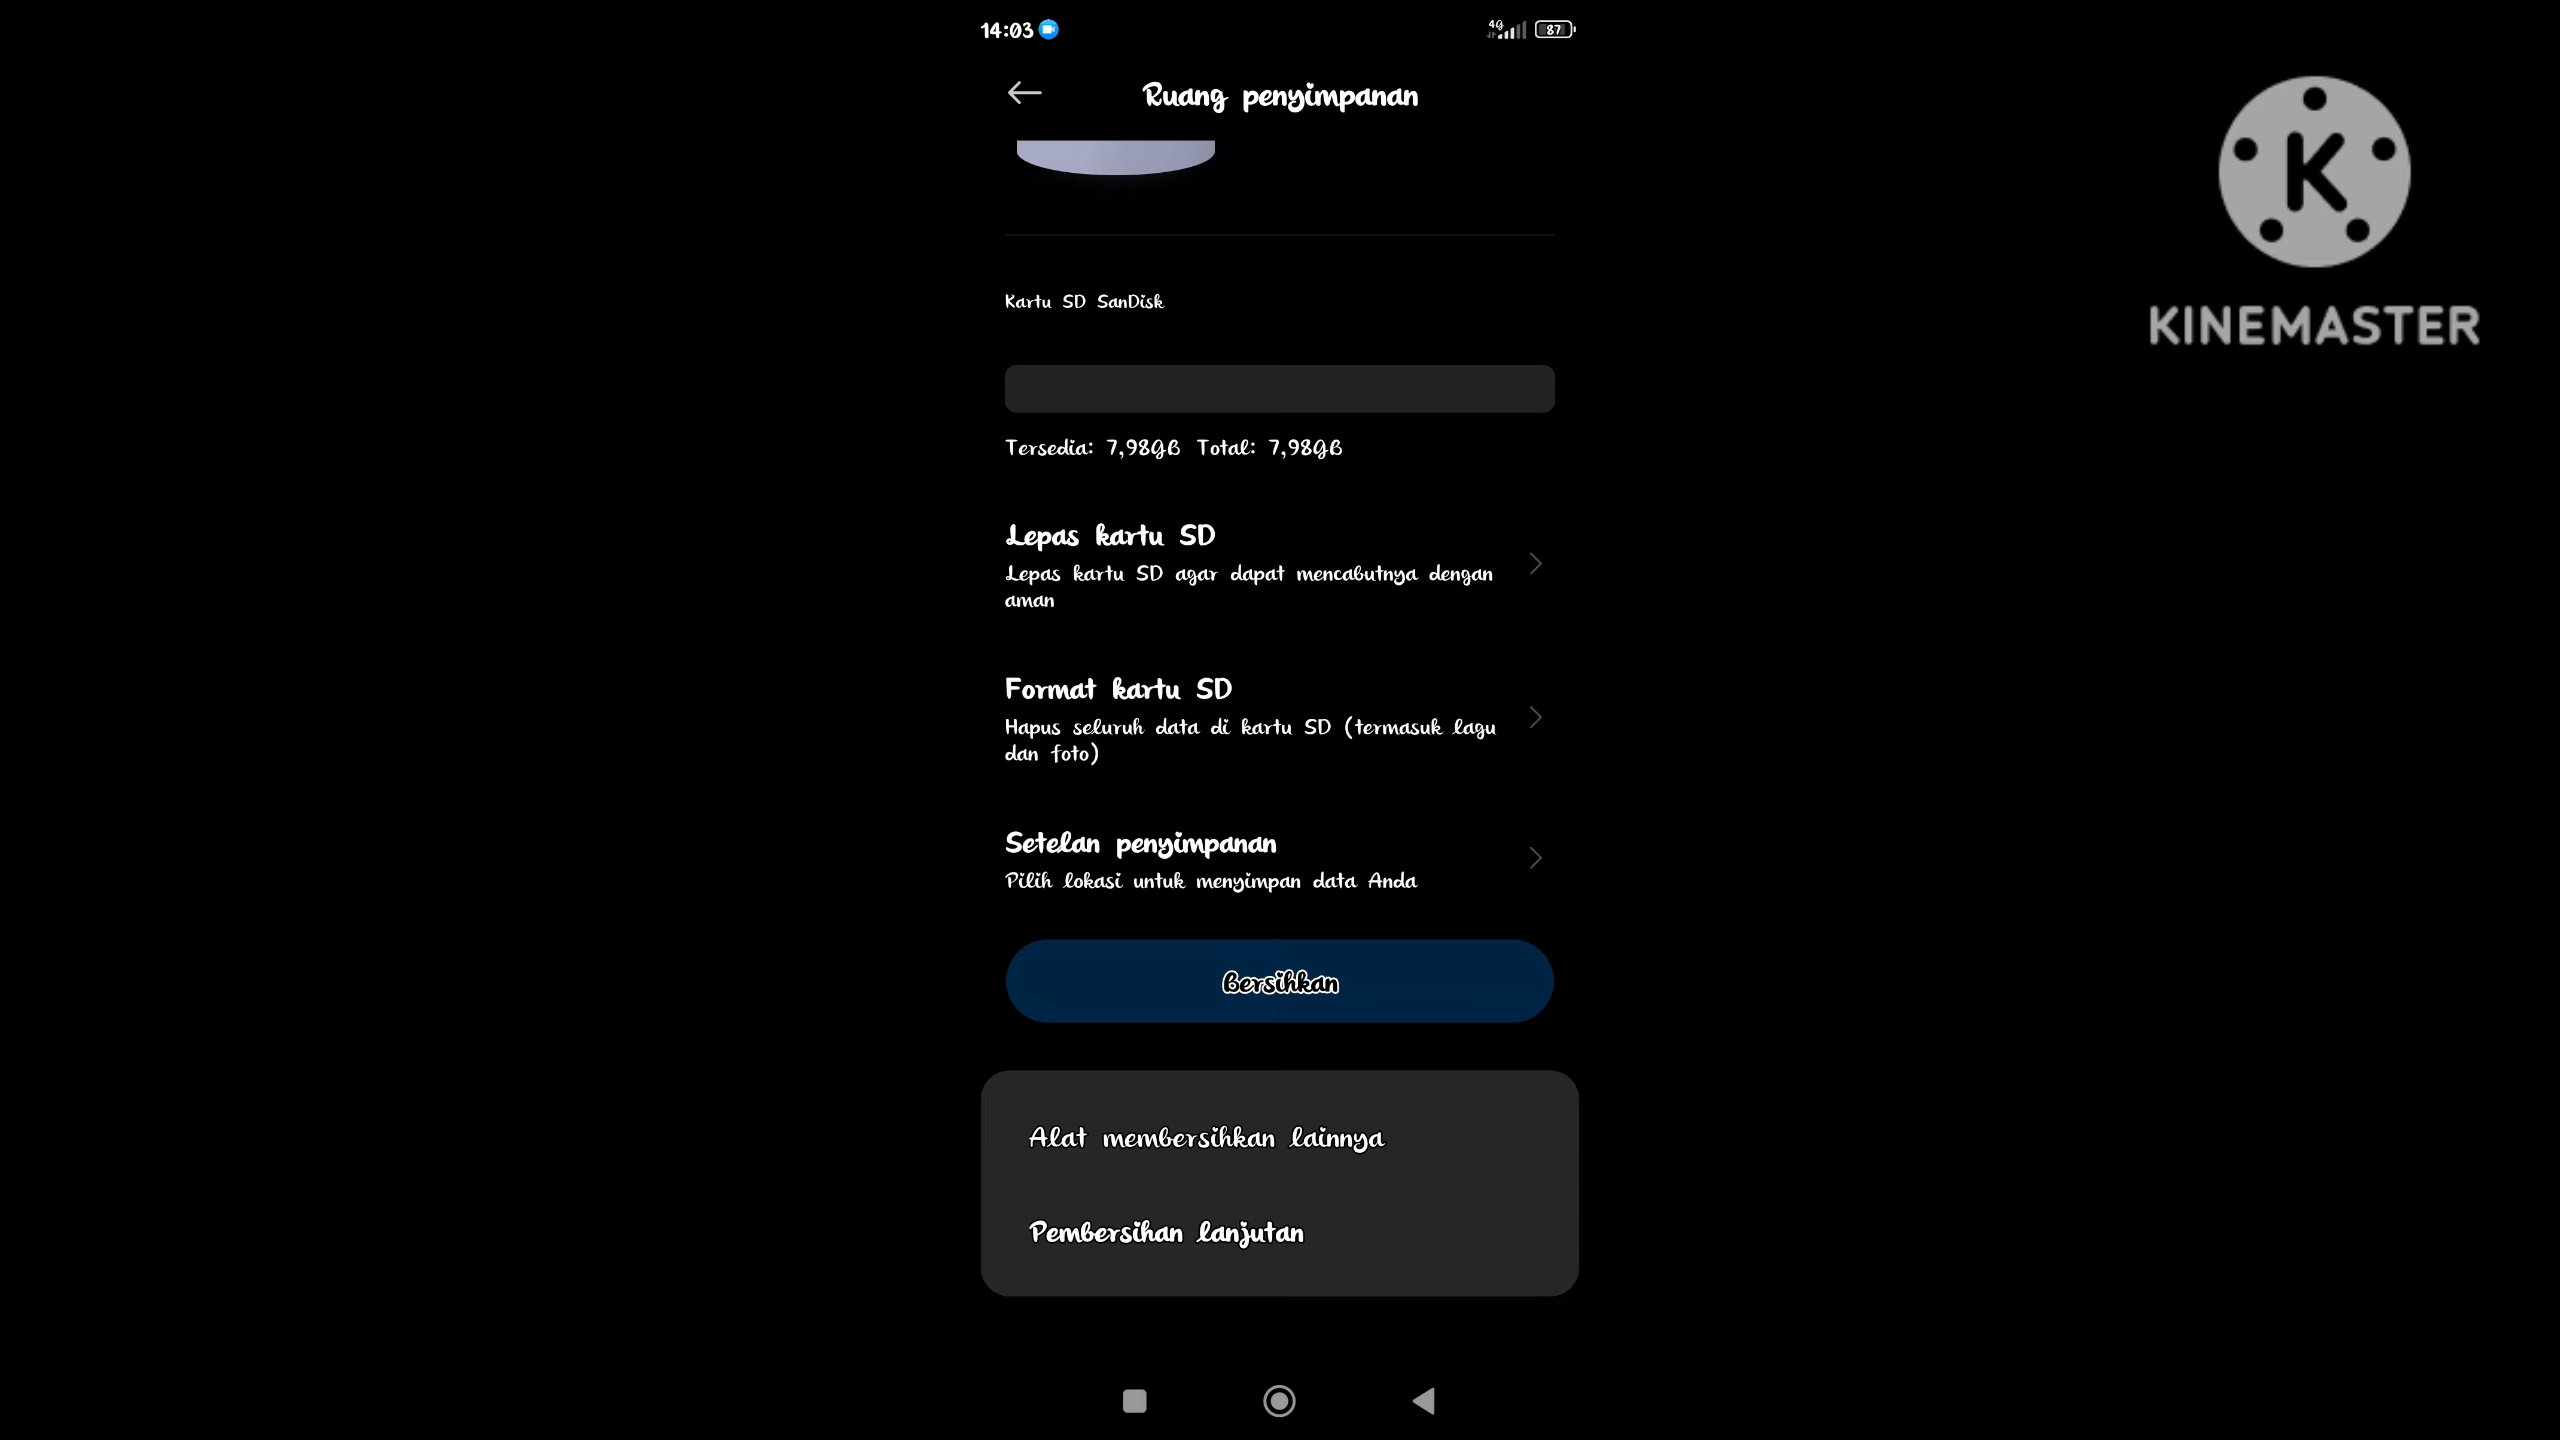 14:03
4G
87
Ruang penyimpanan
K
KINEMASTER
Kartu SD SanDisk
Tersedia: 7,98GB Total: 7,98GB
Lepas kartu SD
Lepas kartu SD agar dapat mencabutnya dengan
aman
Format kartu SD
Hapus seluruh data di kartu SD (termasuk lagu
dan foto)
Setelan penyimpanan
Pilih lokasi untuk menyimpan data Anda
Bersihkan
Alat membersihkan lainnya
Pembersihan lanjutan